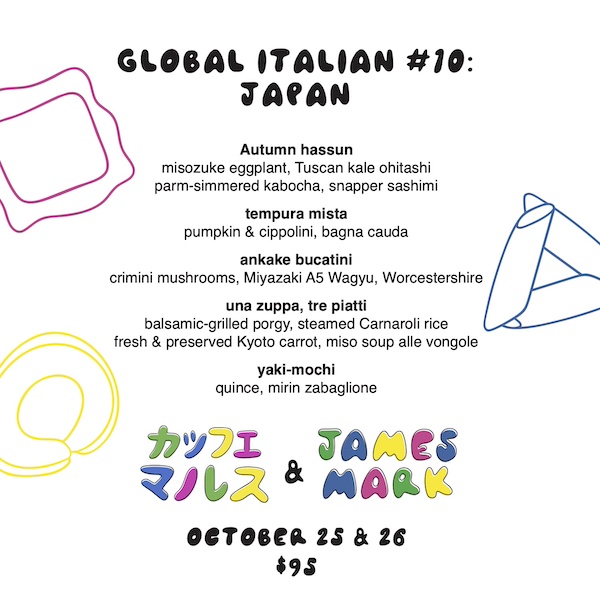 GLOBAL ITALIAN #10:
JAPAN
Autumn hassun
misozuke eggplant, Tuscan kale ohitashi
parm-simmered kabocha, snapper sashimi
tempura mista
pumpkin & cippolini, bagna cauda
ankake bucatini
crimini mushrooms, Miyazaki A5 Wagyu, Worcestershire
una zuppa, tre piatti
balsamic-grilled porgy, steamed Carnaroli rice
fresh & preserved Kyoto carrot, miso soup alle vongole
yaki-mochi
quince, mirin zabaglione
カッフェ
マルレス
&
JAMES
MARK
OCTOBER 25 & 26
$95